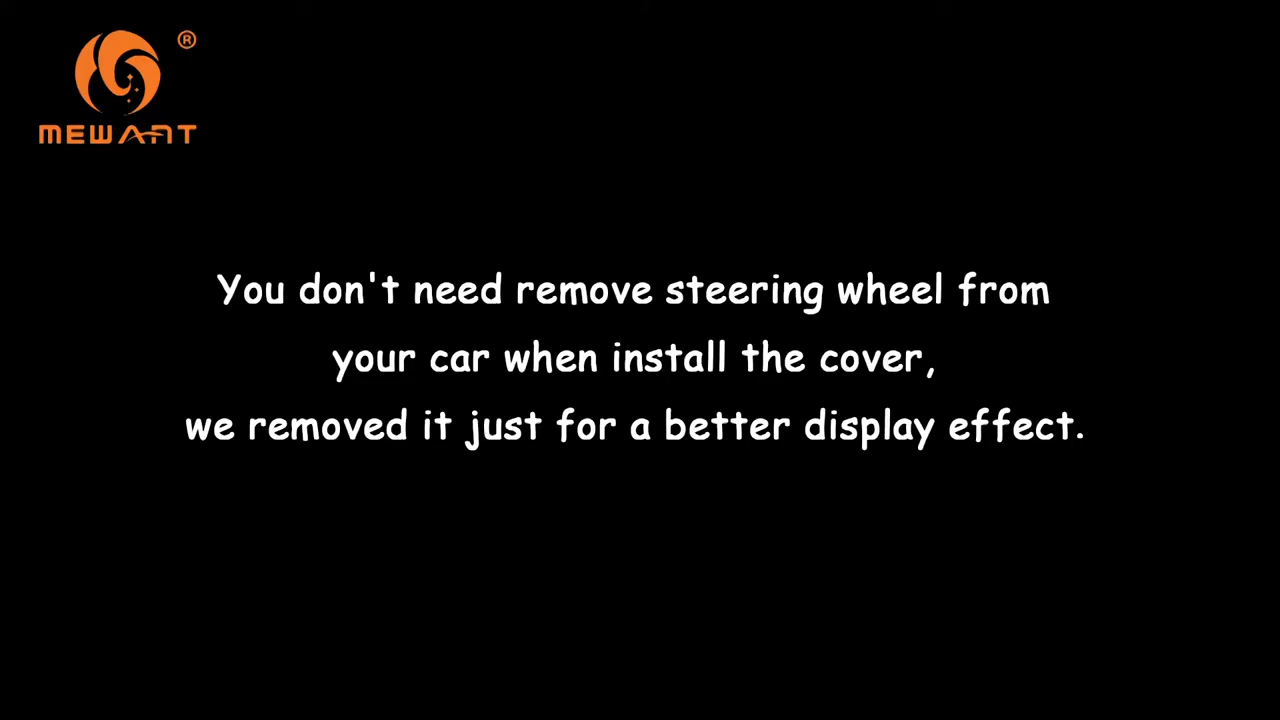 ®
MEWANT
You don't need remove steering wheel from
your car when install the cover,
we removed it just for a better display effect.